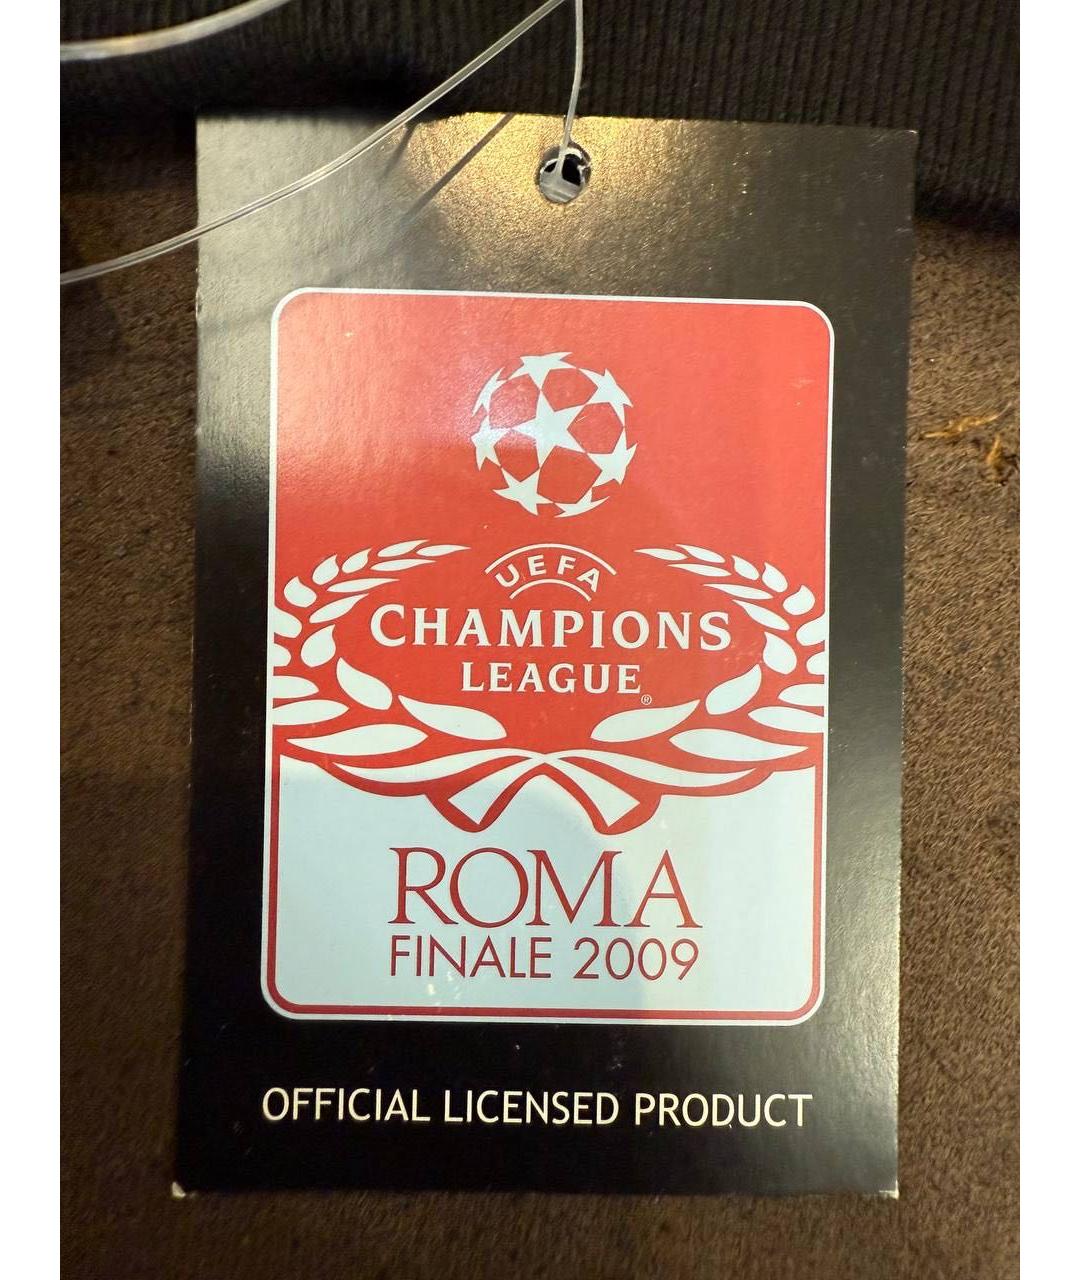 UEFA
CHAMPIONS
LEAGUE®
ROMA
FINALE 2009
OFFICIAL LICENSED PRODUCT